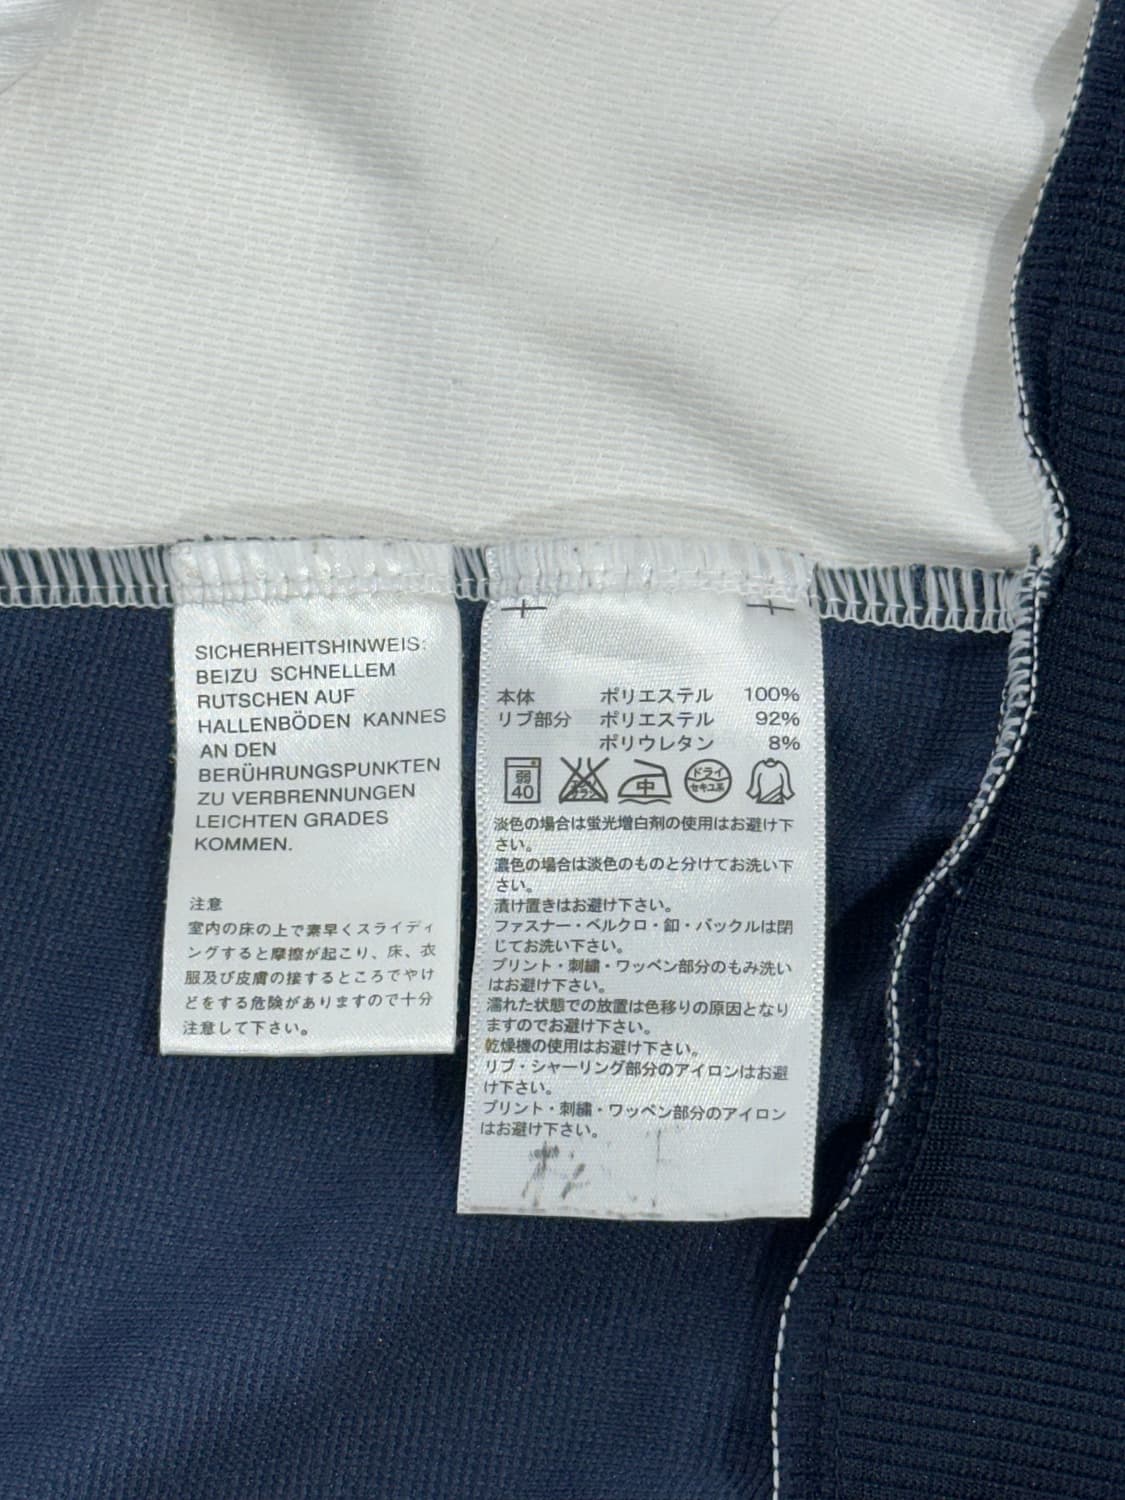 SICHERHEITSHINWEIS:
BEIZU SCHNELLEM
RUTSCHEN AUF
HALLENBÖDEN KANNES
AN DEN
BERÜHRUNGSPUNKTEN
ZU VERBRENNUNGEN
LEICHTEN GRADES
KOMMEN.
注意
室内の床の上で素早くスライディ
ングすると摩擦が起こり、床、衣
服及び皮膚の接するところでやけ
どをする危険がありますので十分
注意して下さい。
本体 ポリエステル 100%
リブ部分 ポリエステル 92%
ポリウレタン 8%
弱
40
中
ドライ
セキユ系
淡色の場合は蛍光増白剤の使用はお避け下
さい。
濃色の場合は淡色のものと分けてお洗い下
さい。
漬け置きはお避け下さい。
ファスナー・ベルクロ・釦・バックルは閉
じてお洗い下さい。
プリント・刺繍・ワッペン部分のもみ洗い
はお避け下さい。
濡れた状態での放置は色移りの原因となり
ますのでお避け下さい。
乾燥機の使用はお避け下さい。
リブ・シャーリング部分のアイロンはお避
け下さい。
プリント・刺繍・ワッペン部分のアイロン
はお避け下さい。